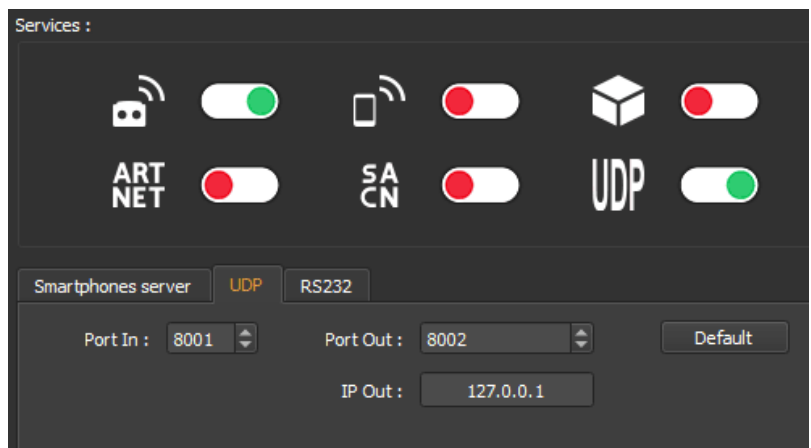 Services :
ART
NET
SA
CN
UDP
Smartphones server
UDP
RS232
Port In :
8001
Port Out :
8002
Default
IP Out :
127.0.0.1